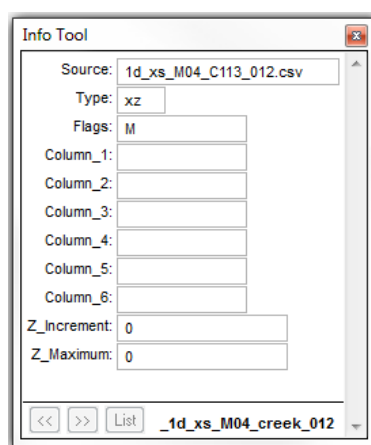 Info Tool
Source: 1d_xs_M04_C113_012.csv
Type: xz
Flags: M
Column_1:
Column_2:
Column_3:
Column_4:
Column_5:
Column_6:
Z_Increment: 0
Z_Maximum: 0
<< >> List _1d_xs_M04_creek_012